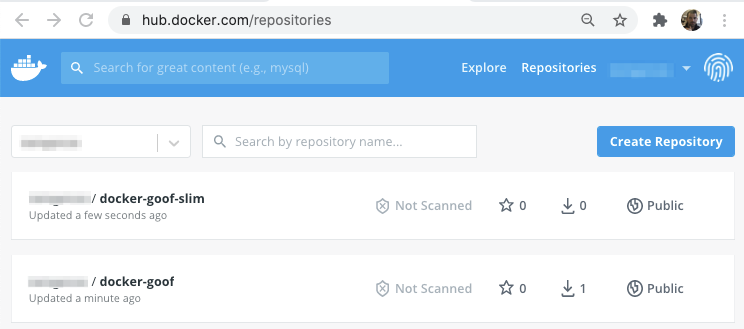 hub.docker.com/repositories
Search for great content (e.g., mysql)
Explore
Repositories
Search by repository name...
Create Repository
/ docker-goof-slim
Updated a few seconds ago
Not Scanned
0
0
Public
/ docker-goof
Updated a minute ago
Not Scanned
0
1
Public